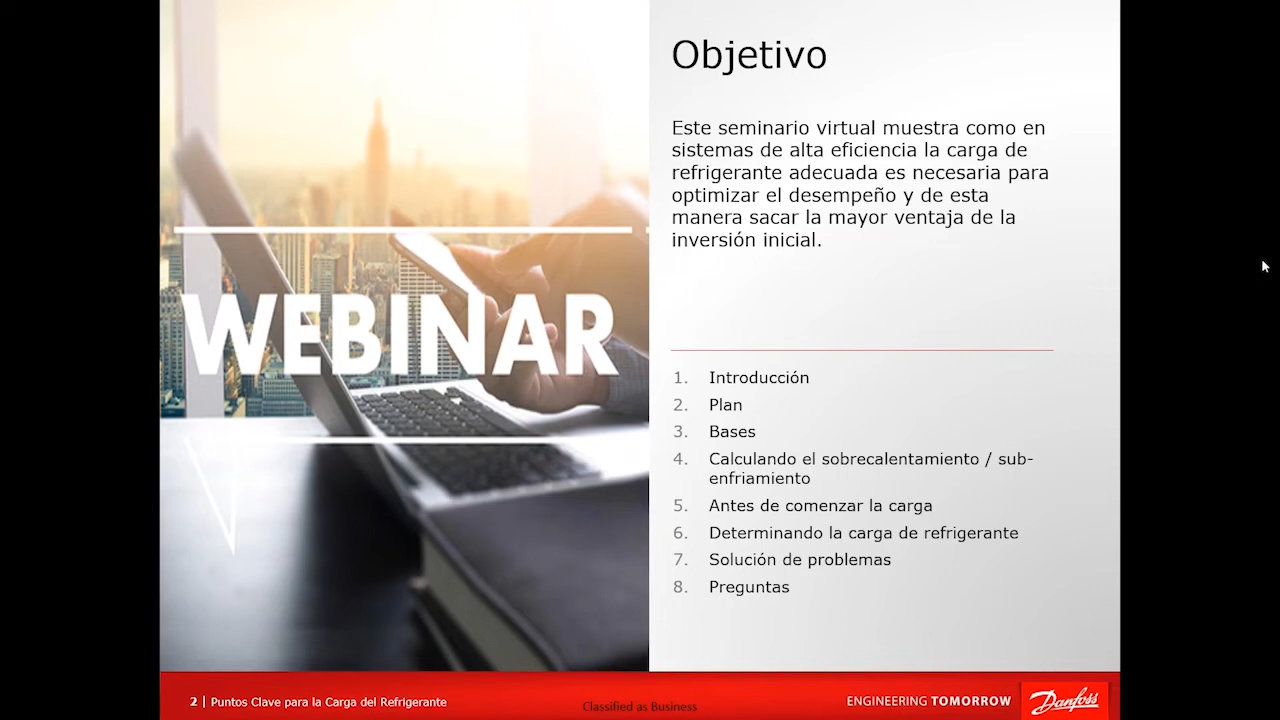 WEBINAR
Objetivo
Este seminario virtual muestra como en
sistemas de alta eficiencia la carga de
refrigerante adecuada es necesaria para
optimizar el desempeño y de esta
manera sacar la mayor ventaja de la
inversión inicial.
1. Introducción
2. Plan
3. Bases
4. Calculando el sobrecalentamiento / sub-
enfriamiento
5. Antes de comenzar la carga
6. Determinando la carga de refrigerante
7. Solución de problemas
8. Preguntas
2 | Puntos Clave para la Carga del Refrigerante
Classified as Business
ENGINEERING TOMORROW
Danfoss